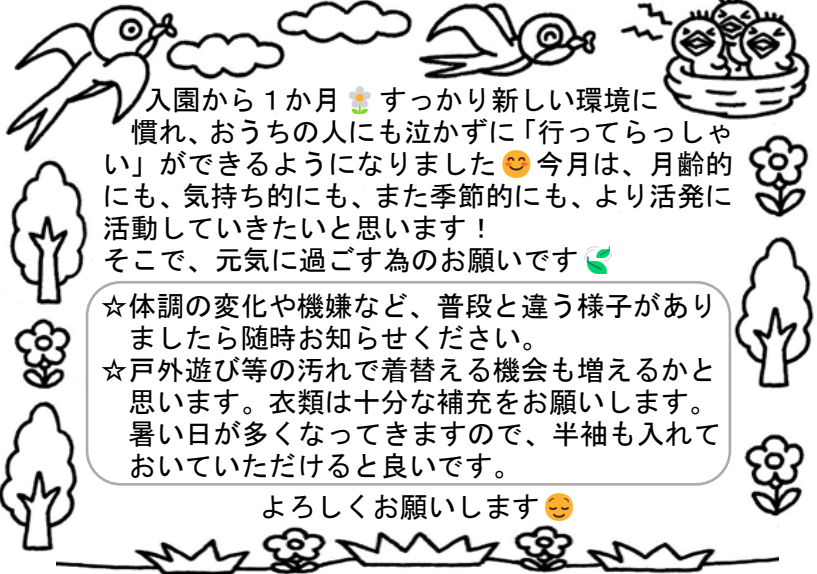 入園から1か月🌼すっかり新しい環境に
慣れ、おうちの人にも泣かずに「行ってらっしゃ
い」ができるようになりました😊今月は、月齢的
にも、気持ち的にも、また季節的にも、より活発に
活動していきたいと思います！
そこで、元気に過ごす為のお願いです🍃
☆体調の変化や機嫌など、普段と違う様子があり
ましたら随時お知らせください。
☆戸外遊び等の汚れで着替える機会も増えるかと
思います。衣類は十分な補充をお願いします。
暑い日が多くなってきますので、半袖も入れて
おいていただけると良いです。
よろしくお願いします😌